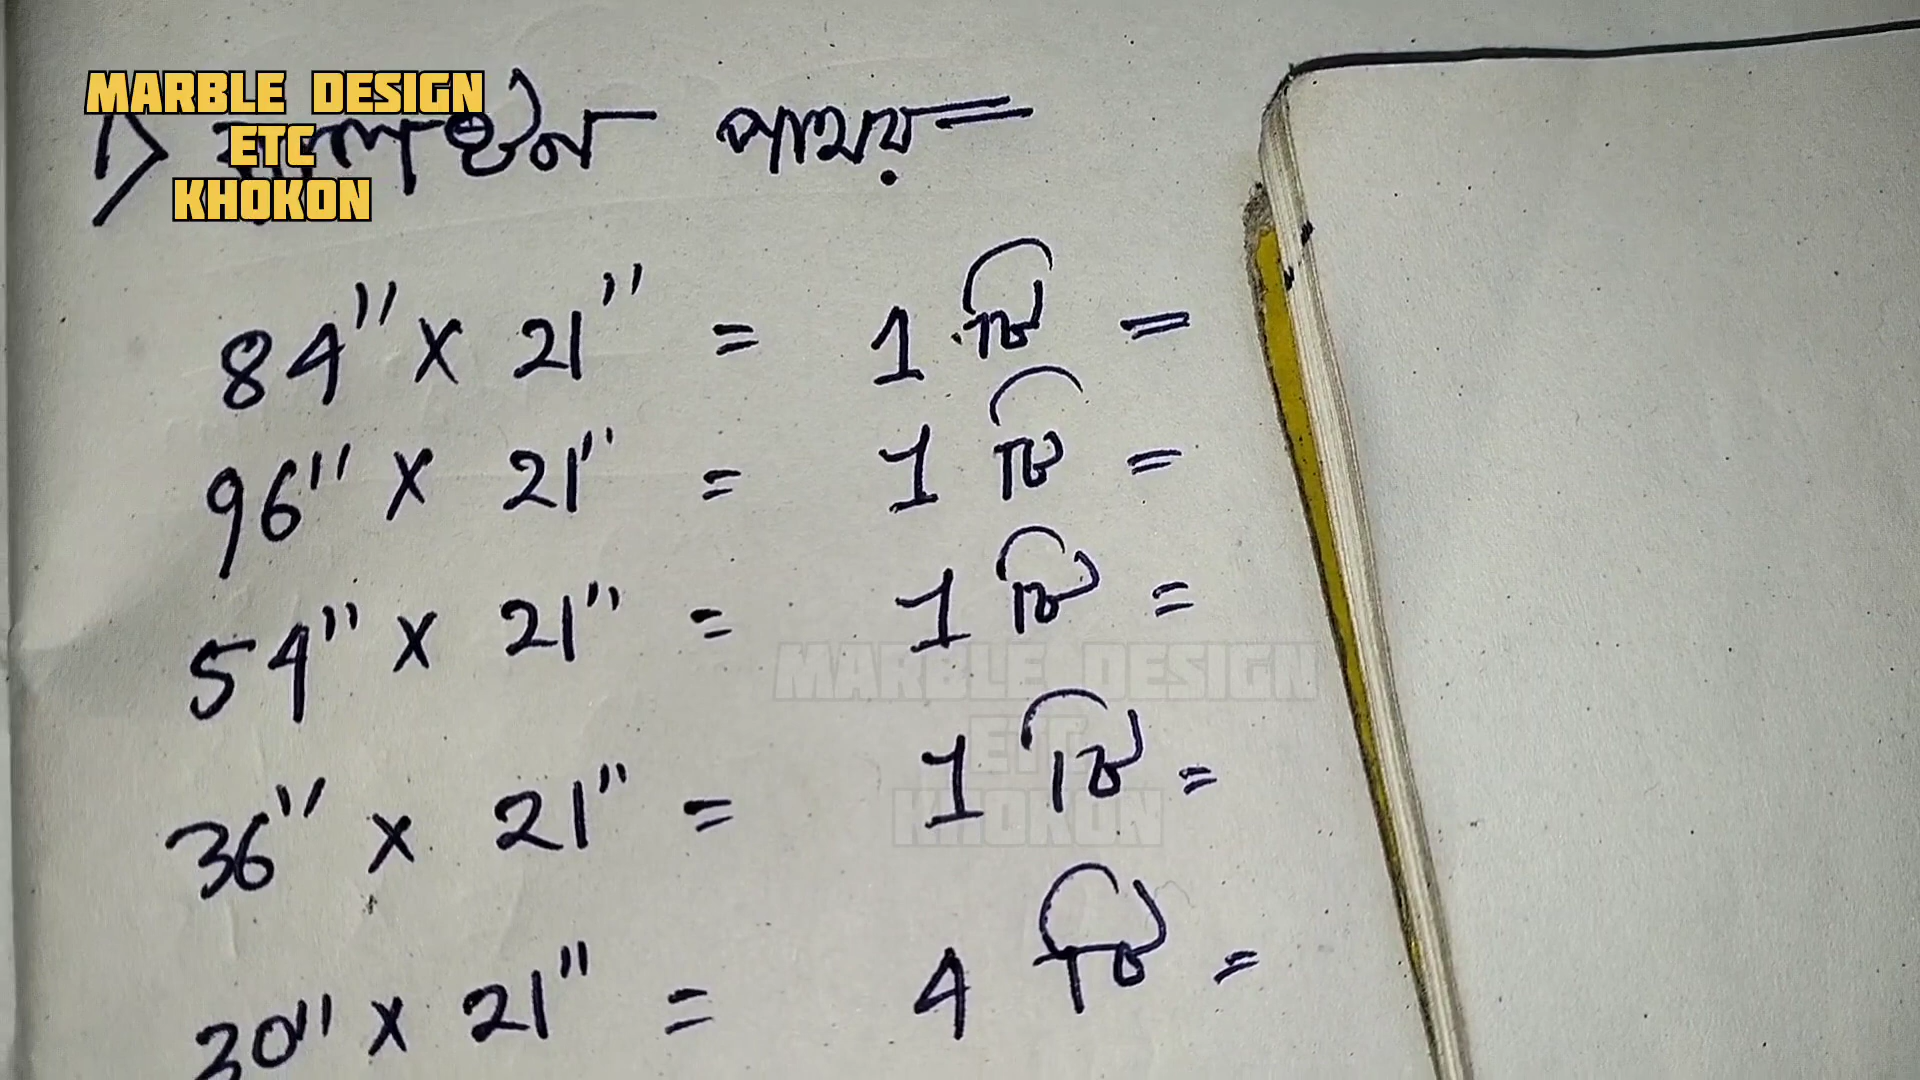 MARBLE DESIGN
ETC
KHOKON
1> পাথর =
84" X 21" = 1 টি =
96" X 21" = 1 টি =
54" X 21" = 1 টি =
36" X 21" = 1 টি =
30" X 21" = 4 টি =
MARBLE DESIGN
ETC
KHOKON